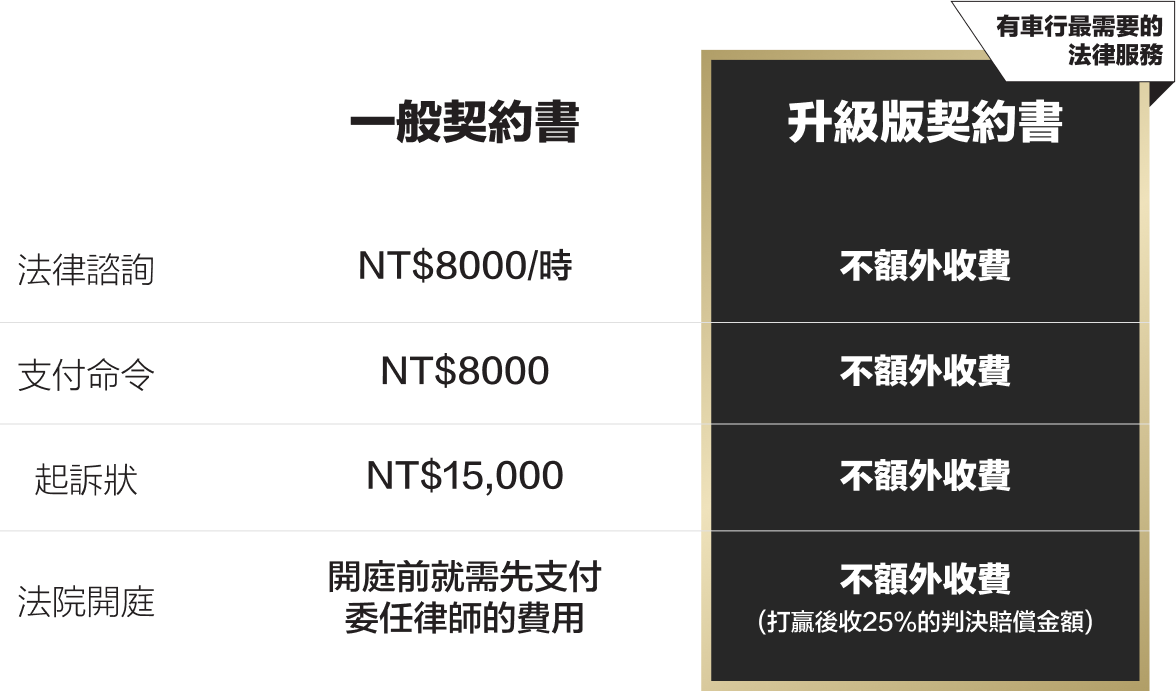 有車行最需要的
法律服務
一般契約書
升級版契約書
法律諮詢
NT$8000/時
不額外收費
支付命令
NT$8000
不額外收費
起訴狀
NT$15,000
不額外收費
法院開庭
開庭前就需先支付
委任律師的費用
不額外收費
(打贏後收25%的判決賠償金額)